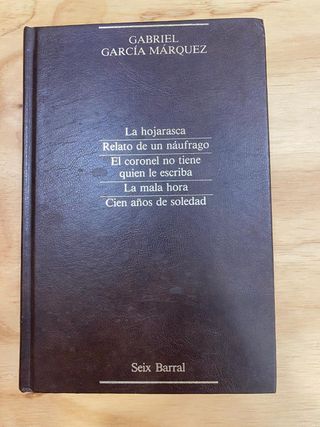 GABRIEL
GARCÍA MÁRQUEZ
La hojarasca
Relato de un náufrago
El coronel no tiene
quien le escriba
La mala hora
Cien años de soledad
Seix Barral